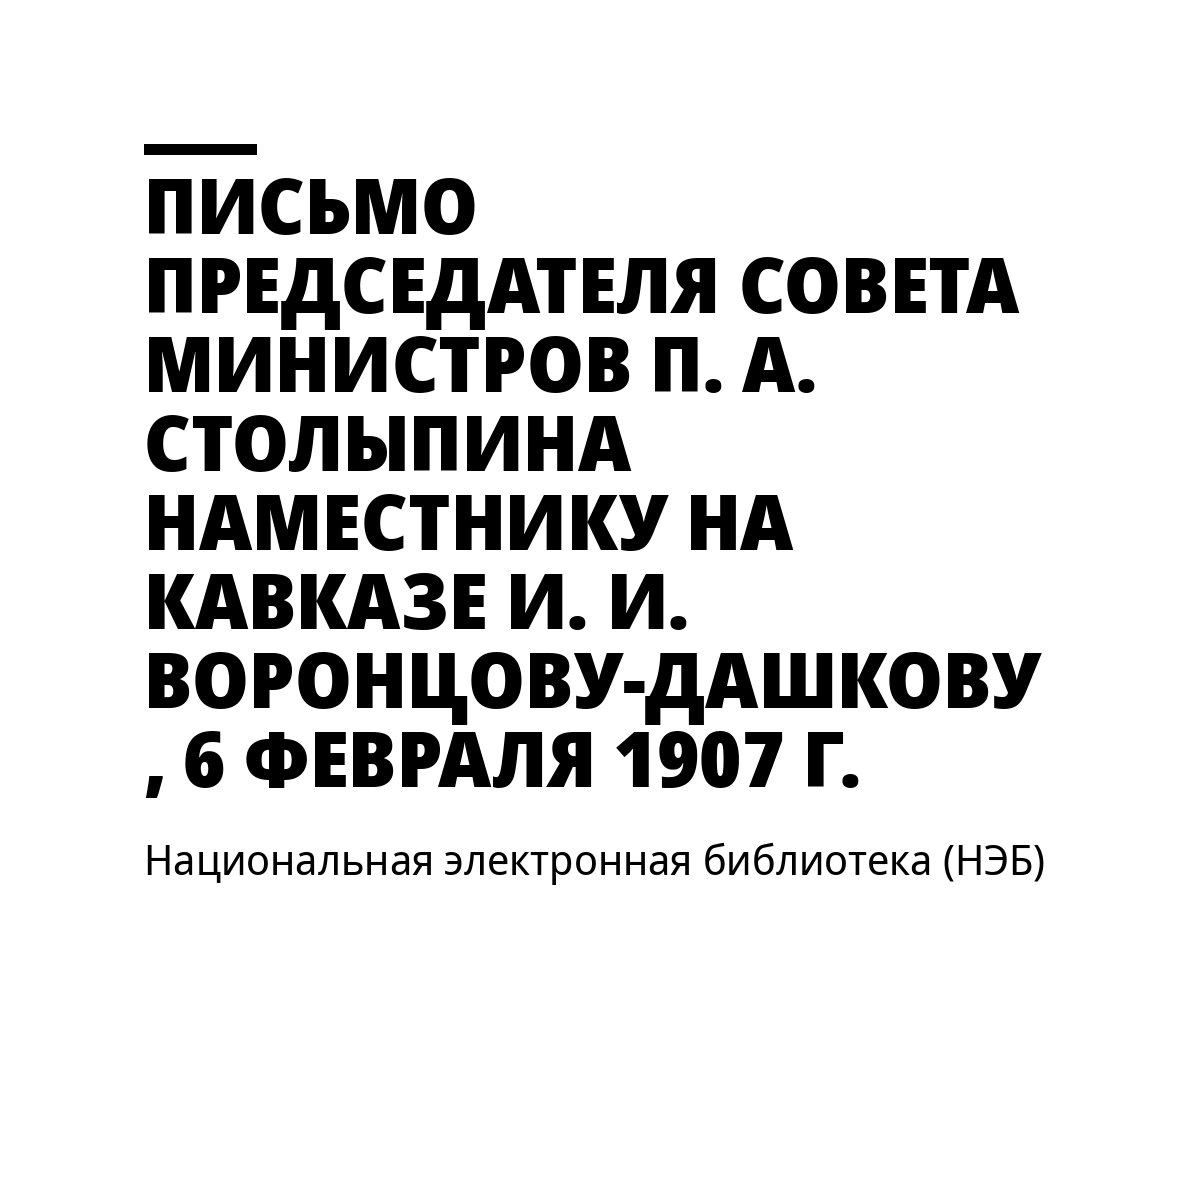 ПИСЬМО
ПРЕДСЕДАТЕЛЯ СОВЕТА
МИНИСТРОВ П. А.
СТОЛЫПИНА
НАМЕСТНИКУ НА
КАВКАЗЕ И. И.
ВОРОНЦОВУ-ДАШКОВУ
, 6 ФЕВРАЛЯ 1907 Г.
Национальная электронная библиотека (НЭБ)